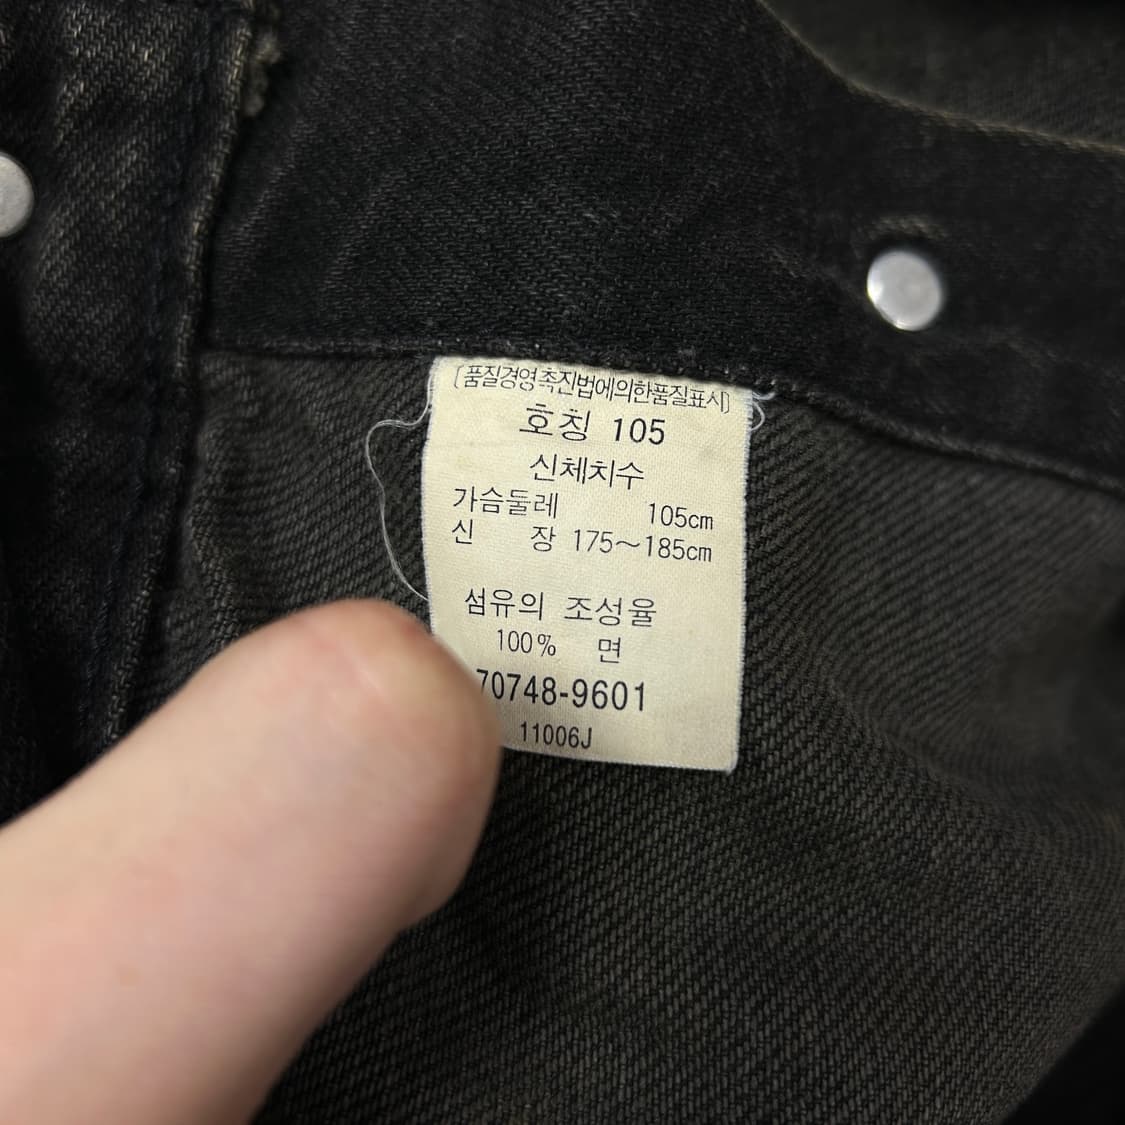 (품질경영촉진법에의한품질표시)
호칭 105
신체치수
가슴둘레 105cm
신 장 175~185cm
섬유의 조성율
100% 면
70748-9601
11006J